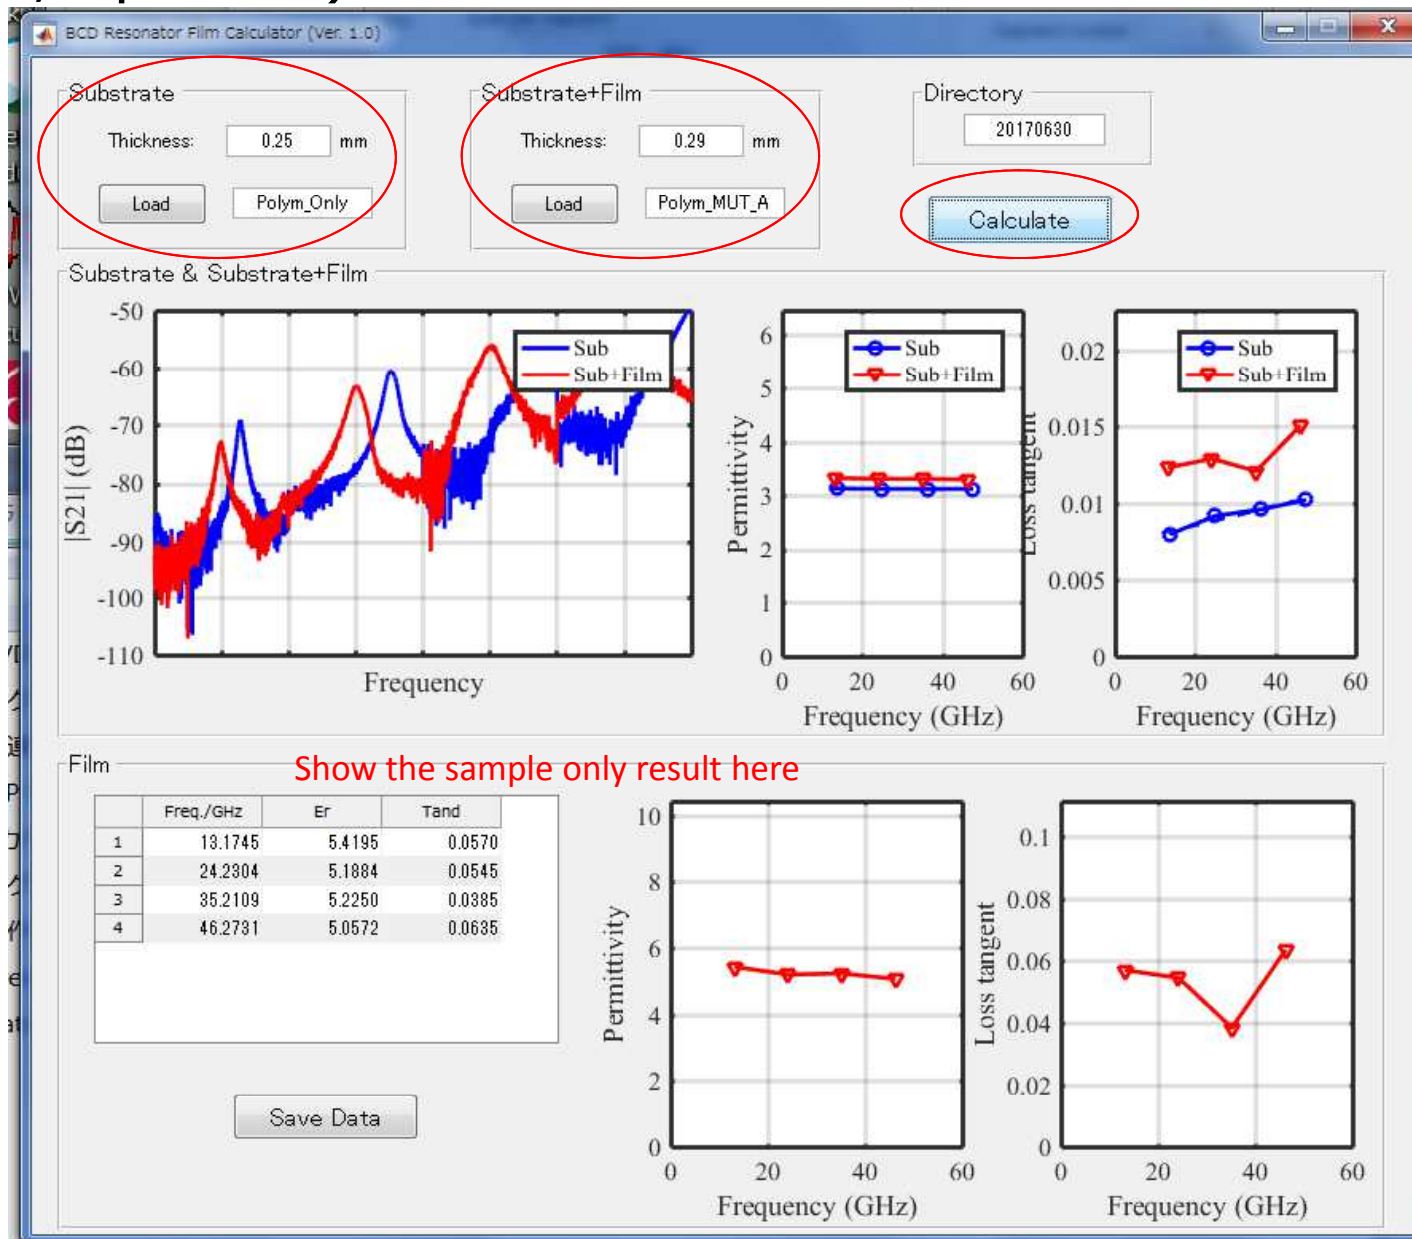 BCD Resonator Film Calculator (Ver. 1.0)
Substrate
Thickness: 0.25 mm
Load Polym_Only
Substrate+Film
Thickness: 0.29 mm
Load Polym_MUT_A
Directory
20170630
Calculate
Substrate & Substrate+Film
-50
-60
-70
-80
-90
-100
-110
|S21| (dB)
Frequency
Sub
Sub+Film
6
5
4
3
2
1
0
Permittivity
0 20 40 60
Frequency (GHz)
Sub
Sub+Film
0.02
0.015
0.01
0.005
0
Loss tangent
0 20 40 60
Frequency (GHz)
Sub
Sub+Film
Film
Show the sample only result here
Freq./GHz Er Tand
1 13.1745 5.4195 0.0570
2 24.2304 5.1884 0.0545
3 35.2109 5.2250 0.0385
4 46.2731 5.0572 0.0635
Save Data
10
8
6
4
2
0
Permittivity
0 20 40 60
Frequency (GHz)
0.1
0.08
0.06
0.04
0.02
0
Loss tangent
0 20 40 60
Frequency (GHz)